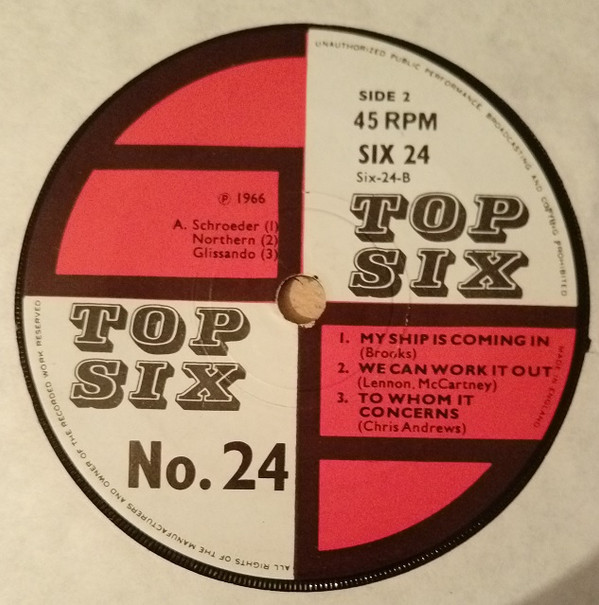 UNAUTHORIZED PUBLIC PERFORMANCE, BROADCASTING AND COPYING PROHIBITED
SIDE 2
45 RPM
SIX 24
Six-24-B
TOP
SIX
℗ 1966
A. Schroeder (1)
Northern (2)
Glissando (3)
TOP
SIX
No. 24
1. MY SHIP IS COMING IN
(Brooks)
2. WE CAN WORK IT OUT
(Lennon, McCartney)
3. TO WHOM IT
CONCERNS
(Chris Andrews)
MADE IN ENGLAND
ALL RIGHTS OF THE MANUFACTURERS AND OWNER OF THE RECORDED WORK RESERVED